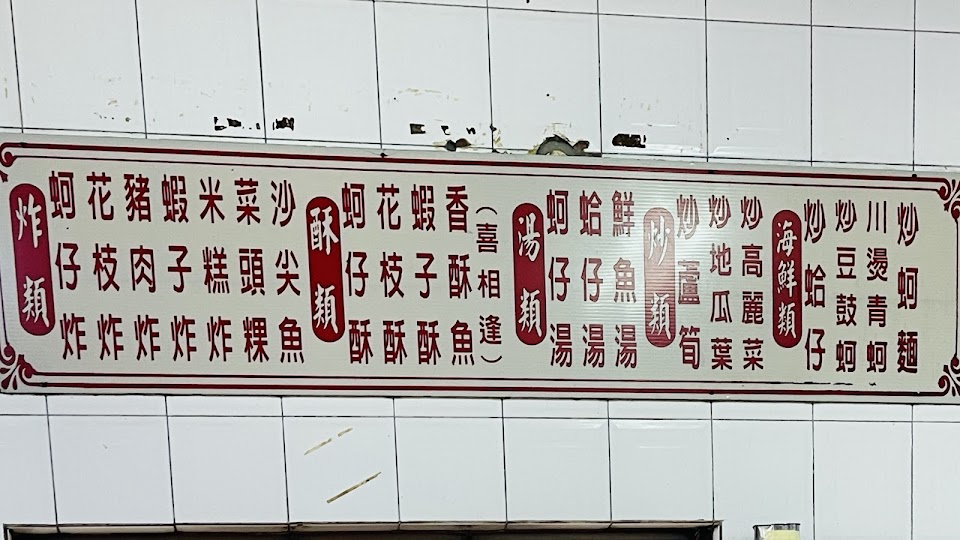 炸類
蚵仔炸
花枝炸
豬肉炸
蝦子炸
米糕炸
菜頭粿
沙尖魚
酥類
蚵仔酥
花枝酥
蝦子酥
香酥魚
(喜相逢)
湯類
蚵仔湯
蛤仔湯
鮮魚湯
炒類
炒蘆筍
炒地瓜葉
炒高麗菜
海鮮類
炒蛤仔
炒豆鼓蚵
川燙青蚵
炒蚵麵